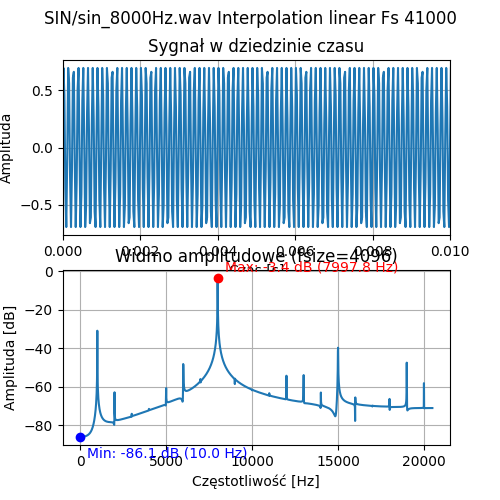 SIN/sin_8000Hz.wav Interpolation linear Fs 41000
Sygnał w dziedzinie czasu
Amplituda
0.5
0.0
−0.5
0.000 0.002 0.004 0.006 0.008 0.010
Widmo amplitudowe (fsize=4096)
Max: -3.4 dB (7997.8 Hz)
Amplituda [dB]
0
−20
−40
−60
−80
Min: -86.1 dB (10.0 Hz)
0 5000 10000 15000 20000
Częstotliwość [Hz]